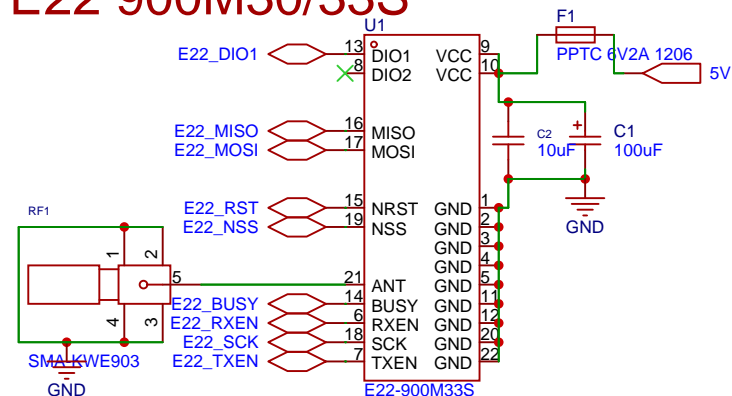 E22-900M30/33S
U1
F1
E22_DIO1
13
DIO1
VCC
9
PPTC 6V2A 1206
8
DIO2
VCC
10
5V
E22_MISO
16
MISO
C2
C1
E22_MOSI
17
MOSI
10uF
+
100uF
E22_RST
15
NRST
GND
1
RF1
E22_NSS
19
NSS
GND
2
GND
GND
3
1
2
GND
4
5
E22_BUSY
21
ANT
GND
5
14
BUSY
GND
11
4
3
E22_RXEN
6
RXEN
GND
12
E22_SCK
18
SCK
GND
20
SMA-KWE903
E22_TXEN
7
TXEN
GND
22
GND
E22-900M33S